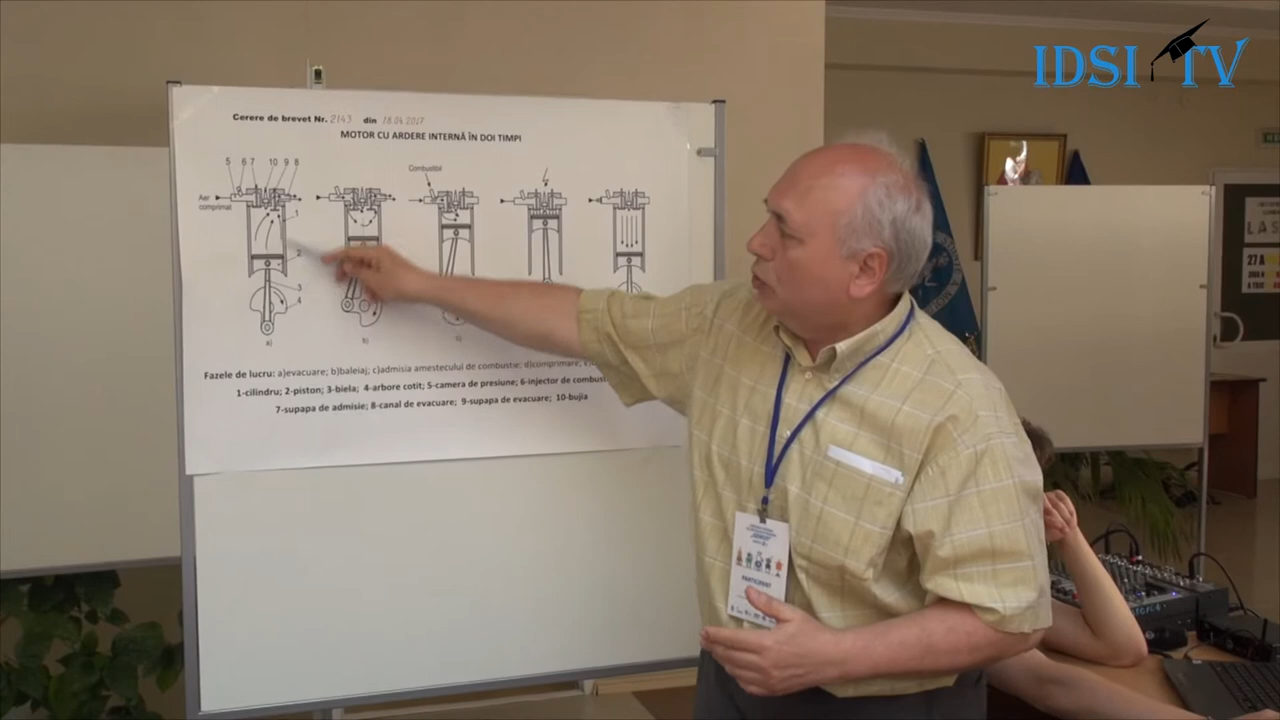 IDSI TV
Cerere de brevet Nr. 2143 din 18.04.2017
MOTOR CU ARDERE INTERNĂ ÎN DOI TIMPI
5 6 7 10 9 8
Combustibil
Aer
comprimat
1
2
3
4
a)
b)
c)
Fazele de lucru: a)evacuare; b)baleiaj; c)admisia amestecului de combustie; d)comprimare;
1-cilindru; 2-piston; 3-biela; 4-arbore cotit; 5-camera de presiune; 6-injector de
7-supapa de admisie; 8-canal de evacuare; 9-supapa de evacuare; 10-bujia
PARTICIPANT
LAS
27 A